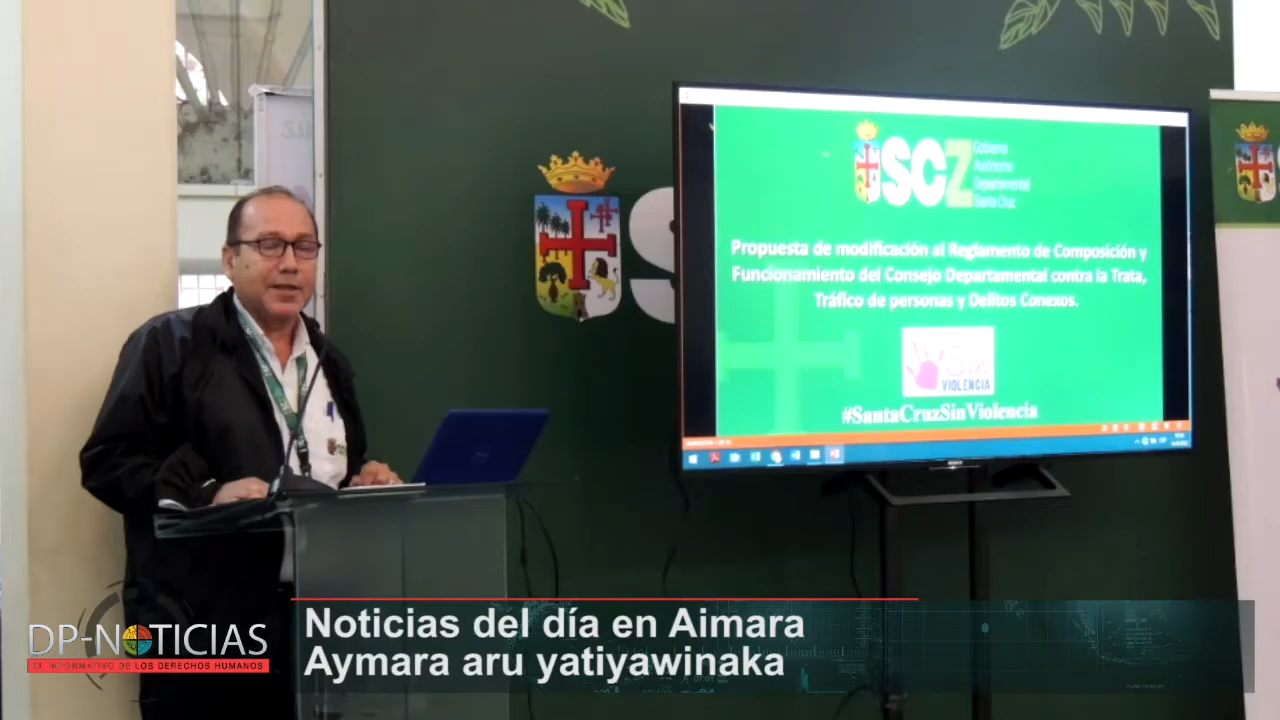 SCZ
Gobierno
Autónomo
Departamental
Santa Cruz
Propuesta de modificación al Reglamento de Composición y
Funcionamiento del Consejo Departamental contra la Trata,
Tráfico de personas y Delitos Conexos.
Sin
VIOLENCIA
#SantaCruzSinViolencia
S
DP-NOTICIAS
EL INFORMATIVO DE LOS DERECHOS HUMANOS
Noticias del día en Aimara
Aymara aru yatiyawinaka